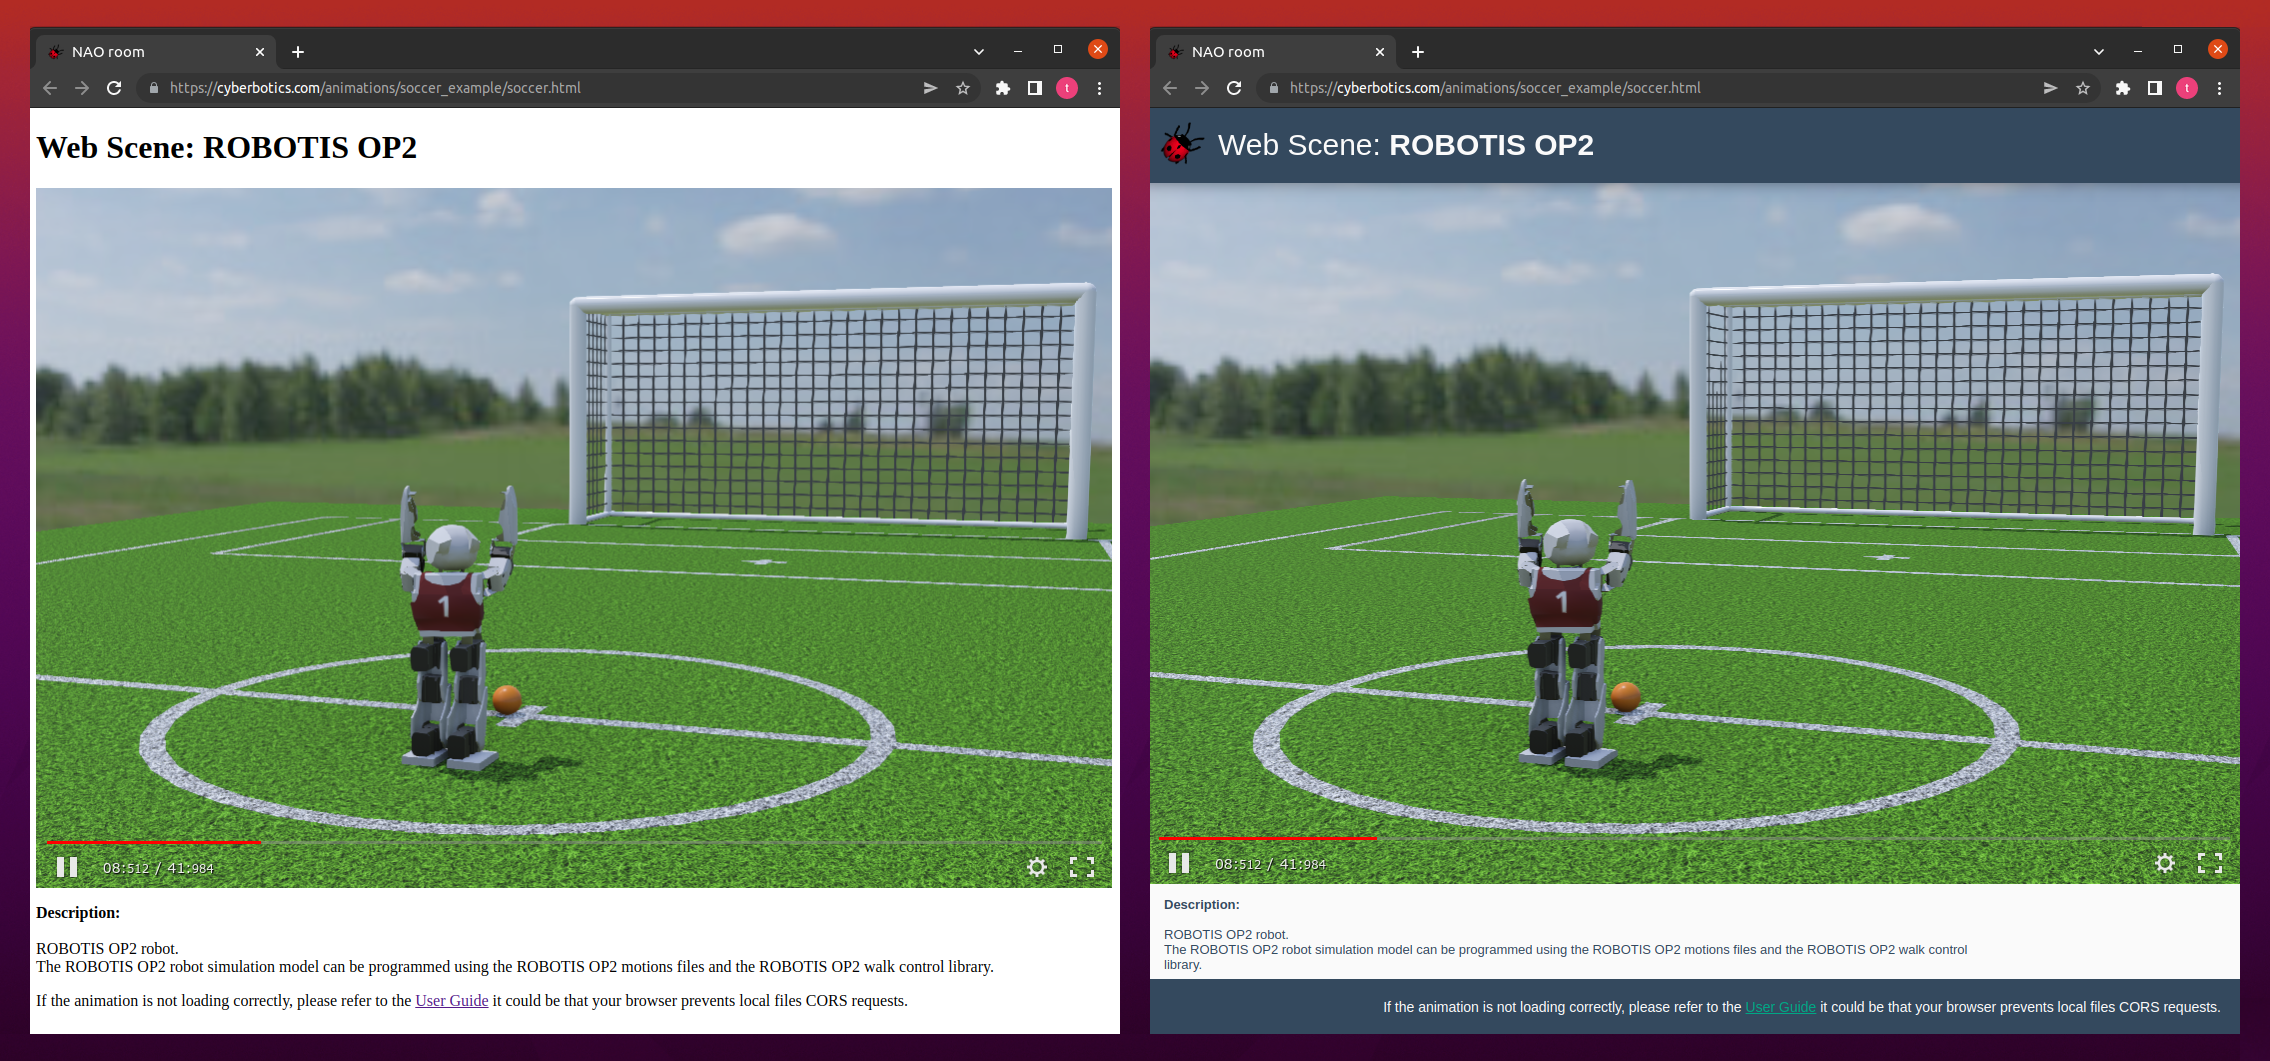 NAO room
https://cyberbotics.com/animations/soccer_example/soccer.html
t
Web Scene: ROBOTIS OP2
1
08:512 / 41:984
Description:
ROBOTIS OP2 robot.
The ROBOTIS OP2 robot simulation model can be programmed using the ROBOTIS OP2 motions files and the ROBOTIS OP2 walk control library.
If the animation is not loading correctly, please refer to the User Guide it could be that your browser prevents local files CORS requests.
NAO room
https://cyberbotics.com/animations/soccer_example/soccer.html
t
Web Scene: ROBOTIS OP2
1
08:512 / 41:984
Description:
ROBOTIS OP2 robot.
The ROBOTIS OP2 robot simulation model can be programmed using the ROBOTIS OP2 motions files and the ROBOTIS OP2 walk control
library.
If the animation is not loading correctly, please refer to the User Guide it could be that your browser prevents local files CORS requests.